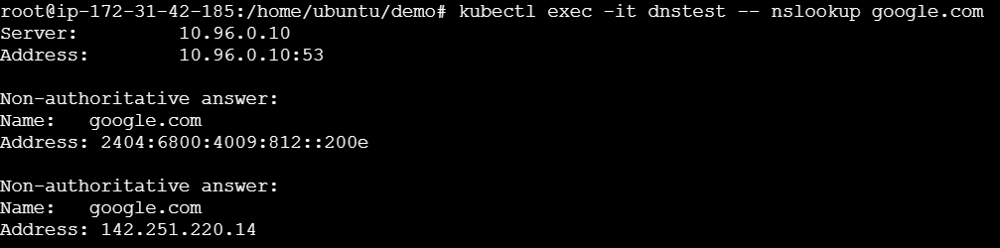 root@ip-172-31-42-185:/home/ubuntu/demo# kubectl exec -it dnstest -- nslookup google.com
Server:         10.96.0.10
Address:        10.96.0.10:53

Non-authoritative answer:
Name:   google.com
Address: 2404:6800:4009:812::200e

Non-authoritative answer:
Name:   google.com
Address: 142.251.220.14